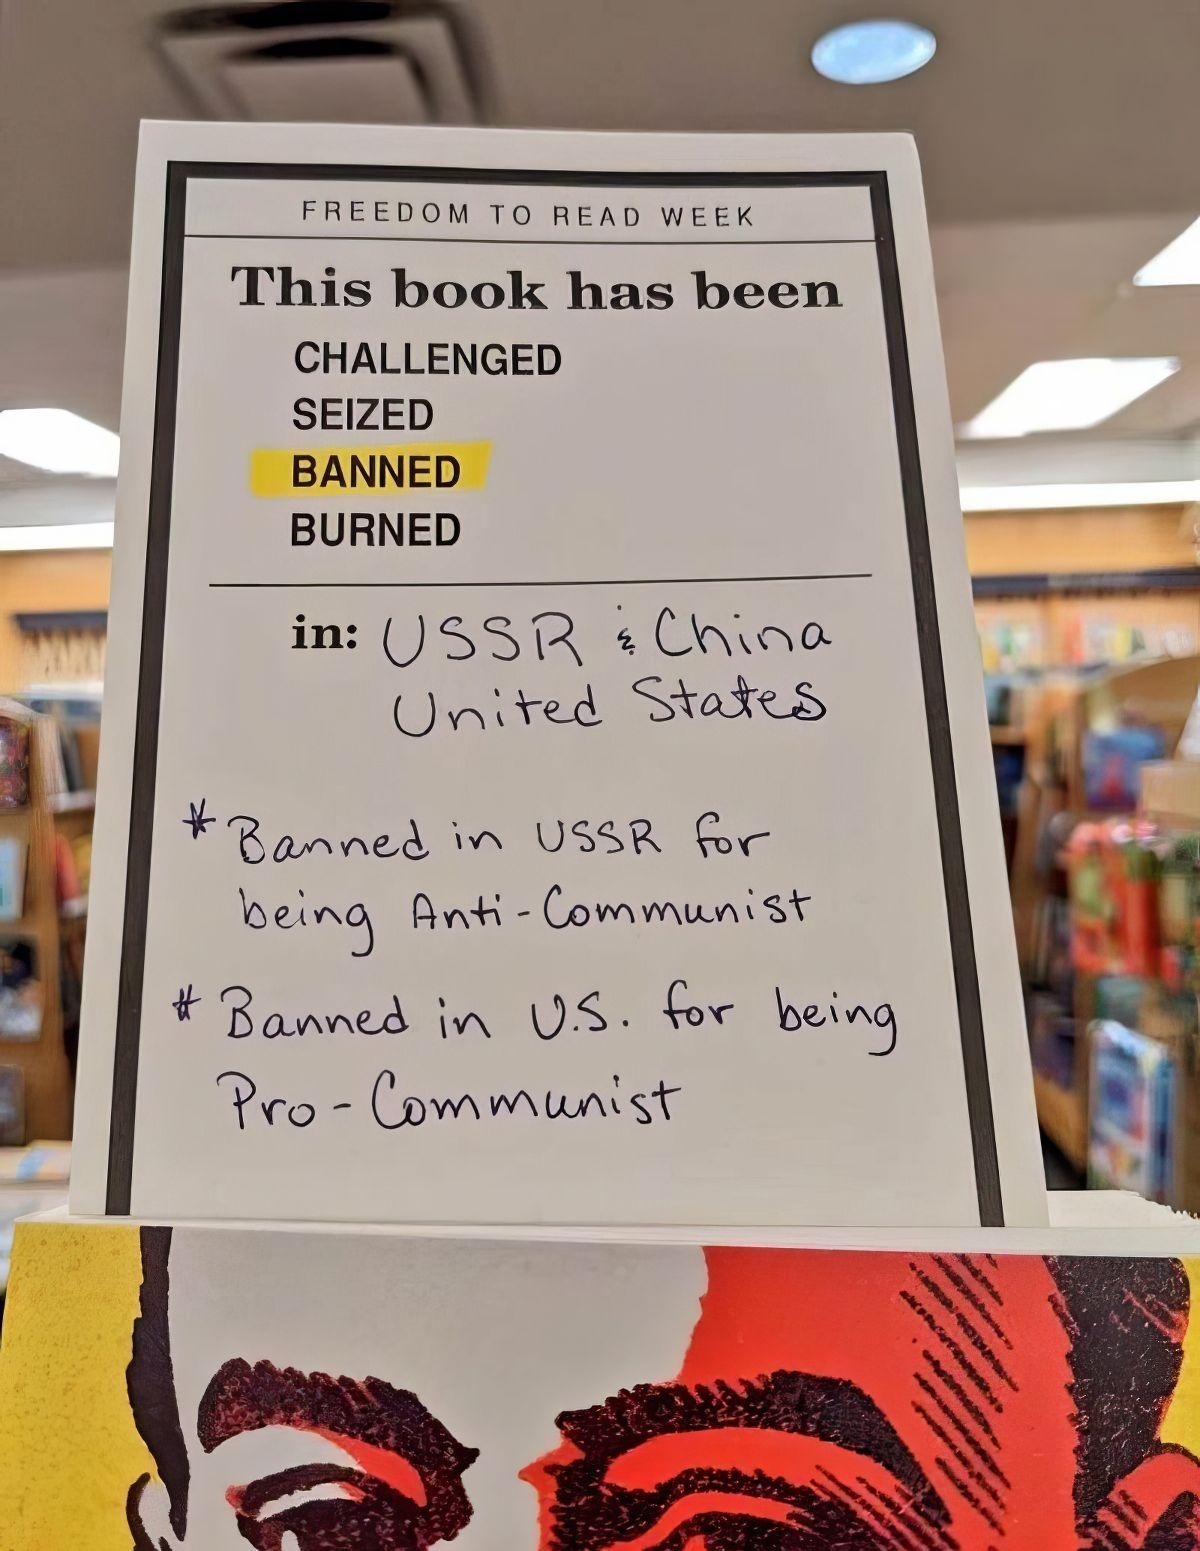 FREEDOM TO READ WEEK
This book has been
CHALLENGED
SEIZED
BANNED
BURNED
in: USSR & China
United States
* Banned in USSR for
being Anti-Communist
* Banned in U.S. for being
Pro-Communist